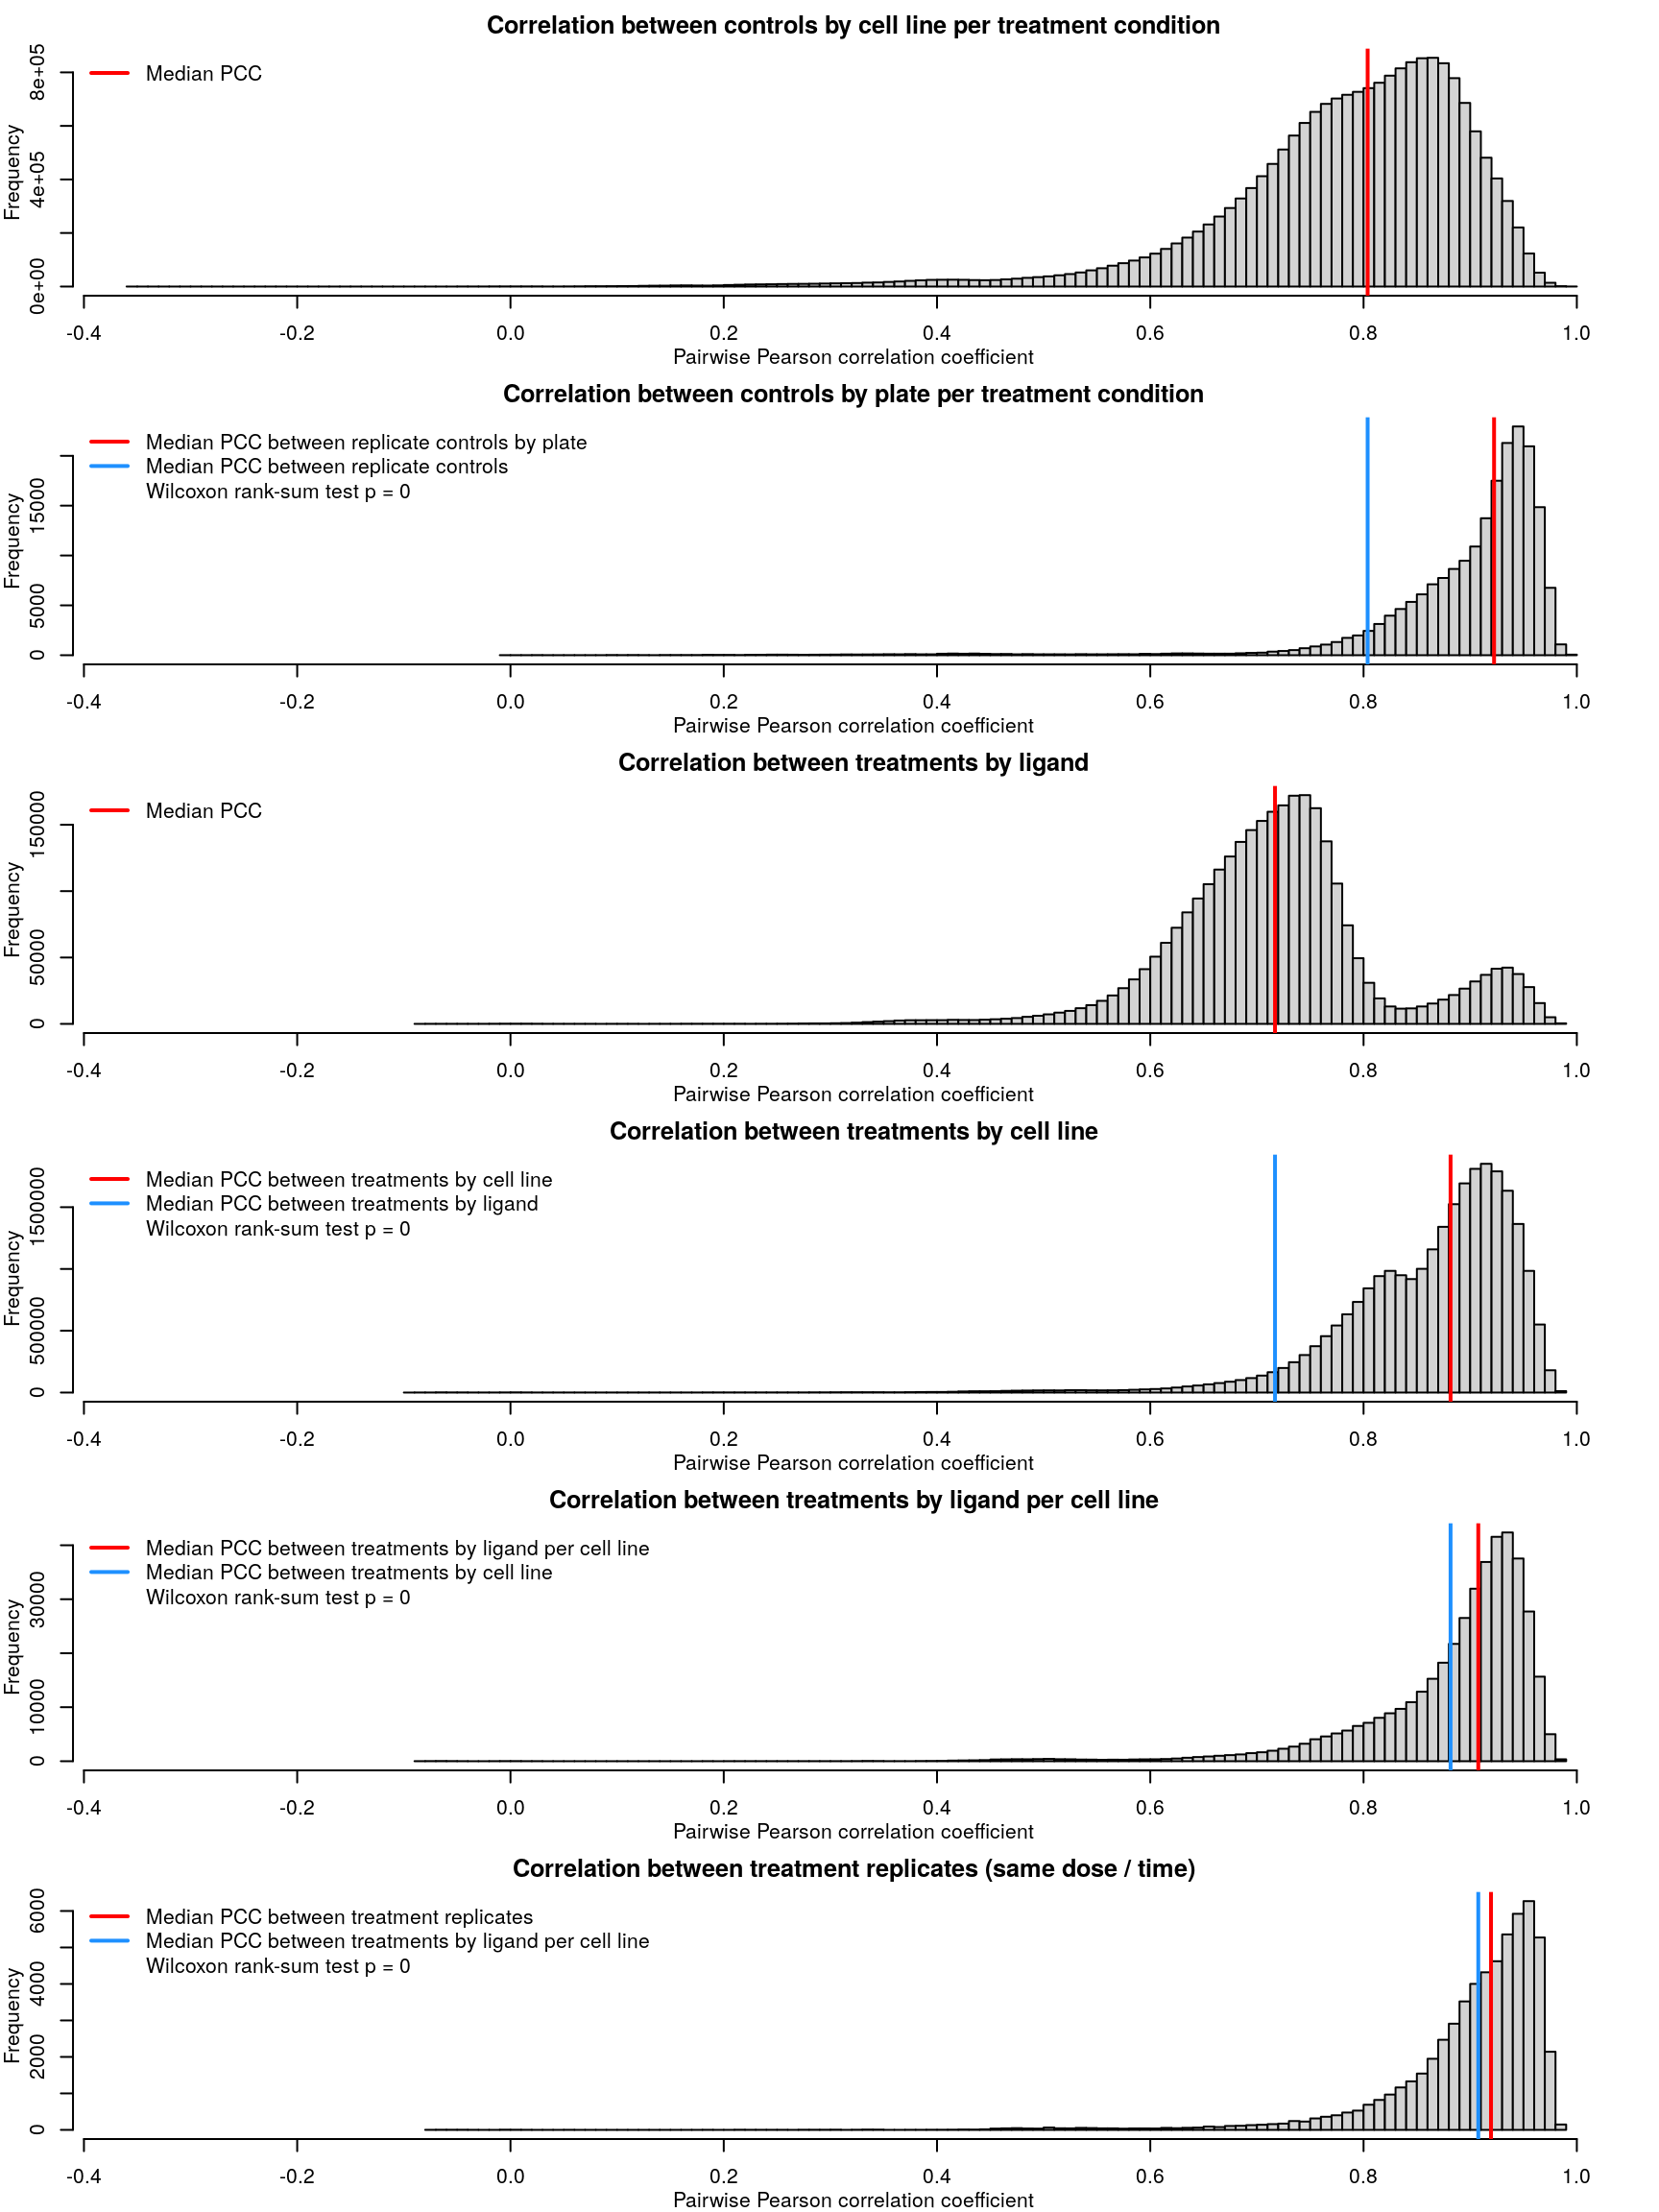 Correlation between controls by cell line per treatment condition
Median PCC
Frequency
0e+00 4e+05 8e+05
-0.4 -0.2 0.0 0.2 0.4 0.6 0.8 1.0
Pairwise Pearson correlation coefficient
Correlation between controls by plate per treatment condition
Median PCC between replicate controls by plate
Median PCC between replicate controls
Wilcoxon rank-sum test p = 0
Frequency
0 5000 15000
-0.4 -0.2 0.0 0.2 0.4 0.6 0.8 1.0
Pairwise Pearson correlation coefficient
Correlation between treatments by ligand
Median PCC
Frequency
0 50000 150000
-0.4 -0.2 0.0 0.2 0.4 0.6 0.8 1.0
Pairwise Pearson correlation coefficient
Correlation between treatments by cell line
Median PCC between treatments by cell line
Median PCC between treatments by ligand
Wilcoxon rank-sum test p = 0
Frequency
0 500000 1500000
-0.4 -0.2 0.0 0.2 0.4 0.6 0.8 1.0
Pairwise Pearson correlation coefficient
Correlation between treatments by ligand per cell line
Median PCC between treatments by ligand per cell line
Median PCC between treatments by cell line
Wilcoxon rank-sum test p = 0
Frequency
0 10000 30000
-0.4 -0.2 0.0 0.2 0.4 0.6 0.8 1.0
Pairwise Pearson correlation coefficient
Correlation between treatment replicates (same dose / time)
Median PCC between treatment replicates
Median PCC between treatments by ligand per cell line
Wilcoxon rank-sum test p = 0
Frequency
0 2000 4000 6000
-0.4 -0.2 0.0 0.2 0.4 0.6 0.8 1.0
Pairwise Pearson correlation coefficient